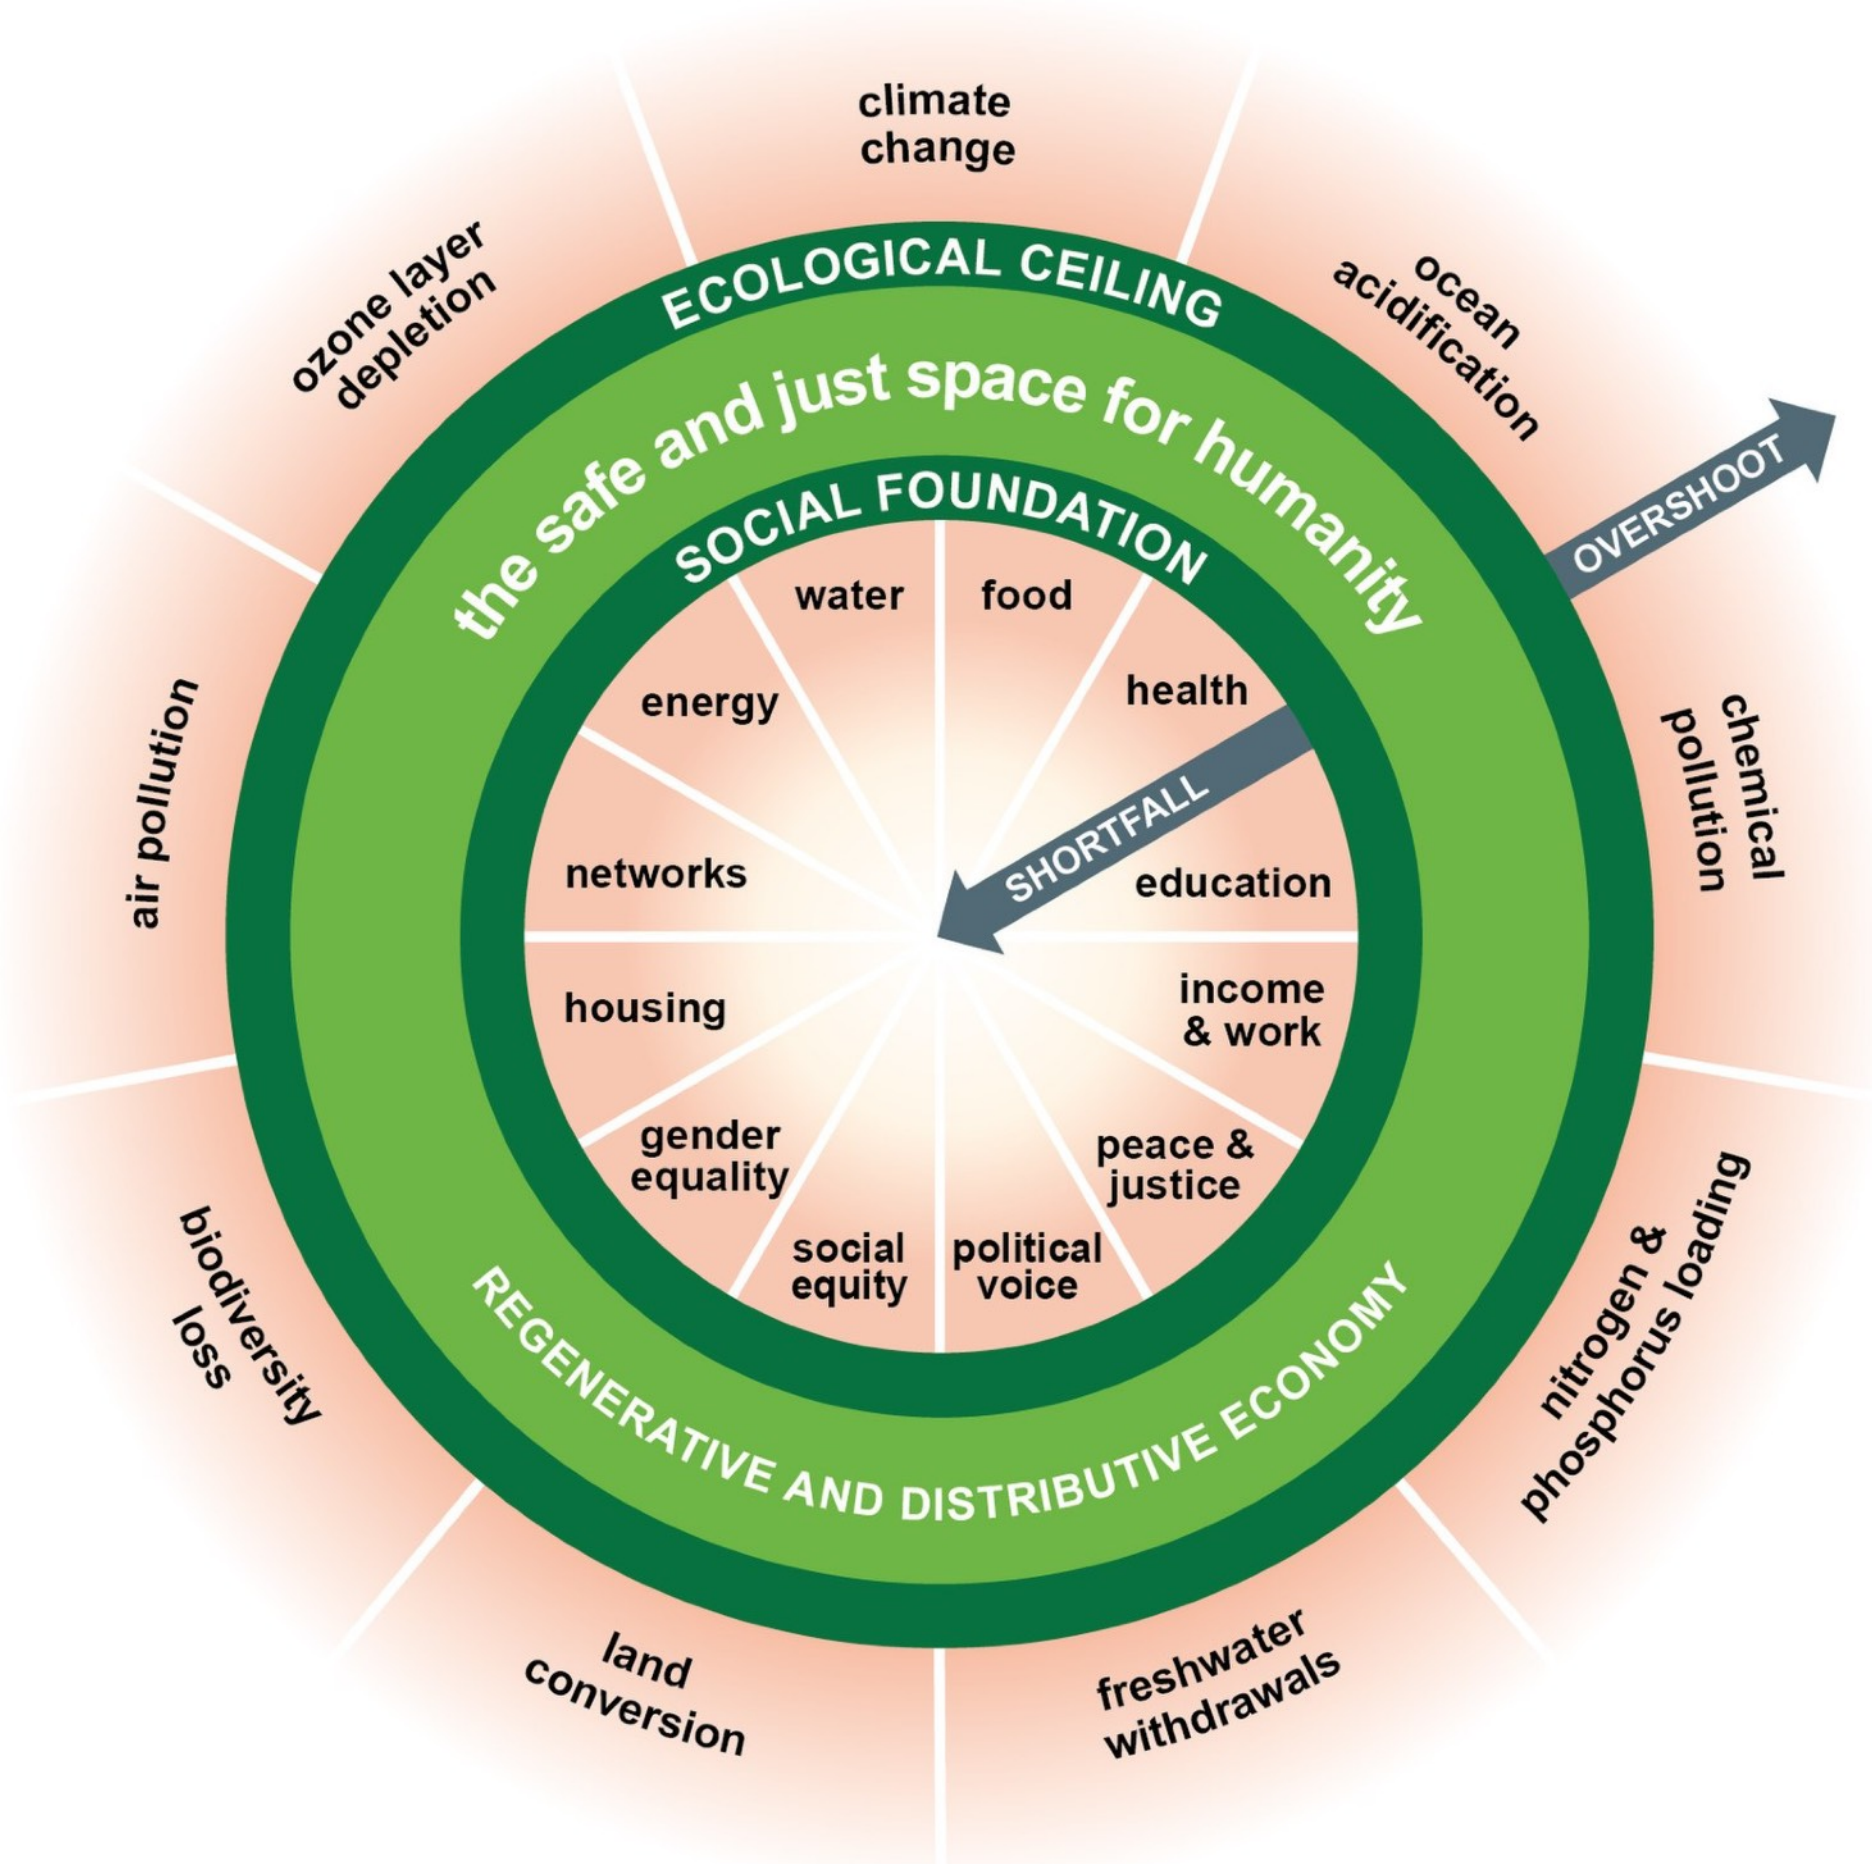 climate
change
ocean
acidification
OVERSHOOT
chemical
pollution
nitrogen &
phosphorus loading
freshwater
withdrawals
land
conversion
biodiversity
loss
air pollution
ozone layer
depletion
ECOLOGICAL CEILING
the safe and just space for humanity
SOCIAL FOUNDATION
water
food
health
SHORTFALL
education
income
& work
peace &
justice
political
voice
social
equity
gender
equality
housing
networks
energy
REGENERATIVE AND DISTRIBUTIVE ECONOMY